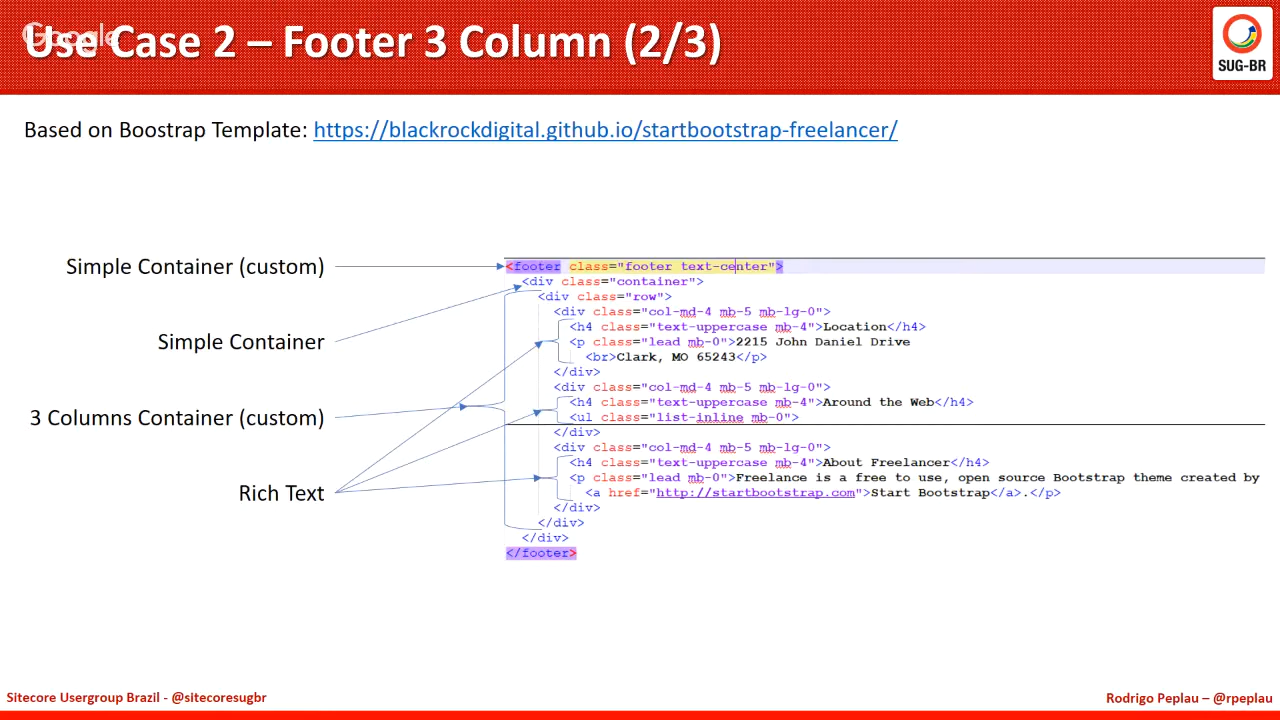 Google
Use Case 2 – Footer 3 Column (2/3)
SUG-BR
Based on Boostrap Template: https://blackrockdigital.github.io/startbootstrap-freelancer/
Simple Container (custom)
Simple Container
3 Columns Container (custom)
Rich Text
<footer class="footer text-center">
<div class="container">
<div class="row">
<div class="col-md-4 mb-5 mb-lg-0">
<h4 class="text-uppercase mb-4">Location</h4>
<p class="lead mb-0">2215 John Daniel Drive
<br>Clark, MO 65243</p>
</div>
<div class="col-md-4 mb-5 mb-lg-0">
<h4 class="text-uppercase mb-4">Around the Web</h4>
<ul class="list-inline mb-0">
</div>
<div class="col-md-4 mb-5 mb-lg-0">
<h4 class="text-uppercase mb-4">About Freelancer</h4>
<p class="lead mb-0">Freelance is a free to use, open source Bootstrap theme created by
<a href="http://startbootstrap.com">Start Bootstrap</a>.</p>
</div>
</div>
</div>
</footer>
Sitecore Usergroup Brazil - @sitecoresugbr
Rodrigo Peplau – @rpeplau